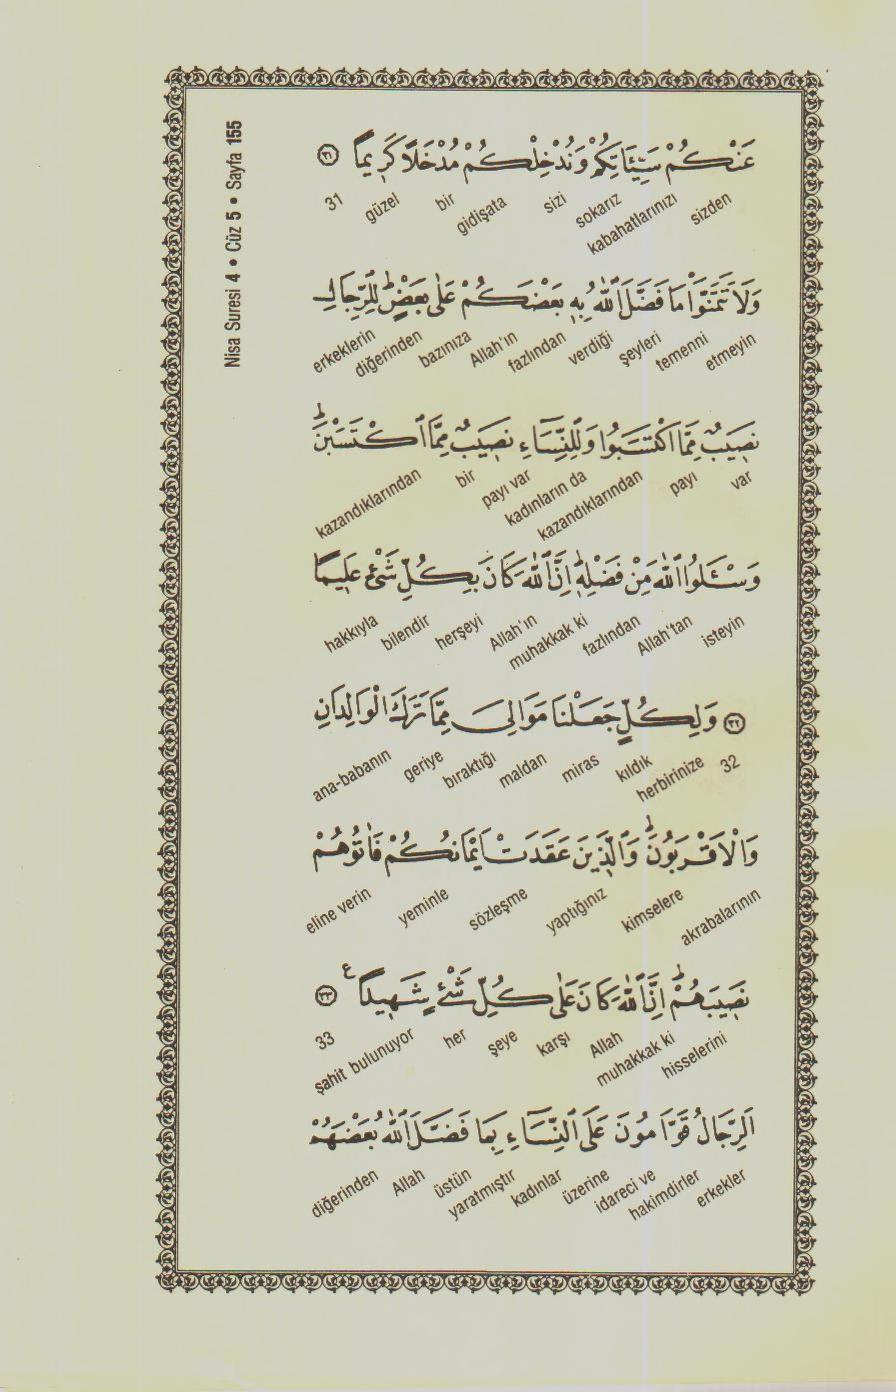 Nisa Suresi 4 • Cüz 5 • Sayfa 155
عَنْكُمْ سَيِّئَاتِكُمْ وَنُدْخِلْكُمْ مُدْخَلًا كَرِيمًا ﴿٣١﴾
sizden kabahatlarınızı sokarız sizi gidişata bir güzel 31
وَلَا تَتَمَنَّوْا مَا فَضَّلَ اللّٰهُ بِهِ بَعْضَكُمْ عَلٰى بَعْضٍ لِلرِّجَالِ
etmeyin temenni şeyleri verdiği fazlından Allah'ın bazınıza diğerinden erkeklerin
نَصِيبٌ مِمَّا اكْتَسَبُوا وَلِلنِّسَاءِ نَصِيبٌ مِمَّا اكْتَسَبْنَ
var payı kazandıklarından kadınların da payı var bir kazandıklarından
وَسْـَٔلُوا اللّٰهَ مِنْ فَضْلِهِ اِنَّ اللّٰهَ كَانَ بِكُلِّ شَيْءٍ عَلِيمًا
isteyin Allah'tan fazlından muhakkak ki Allah'ın herşeyi bilendir hakkıyla
﴿٣٢﴾ وَلِكُلٍّ جَعَلْنَا مَوَالِيَ مِمَّا تَرَكَ الْوَالِدَانِ
32 herbirinize kıldık miras maldan bıraktığı geriye ana-babanın
وَالْاَقْرَبُونَ وَالَّذِينَ عَقَدَتْ اَيْمَانُكُمْ فَاٰتُوهُمْ
akrabalarının kimselere yaptığınız sözleşme yeminle eline verin
نَصِيبَهُمْ اِنَّ اللّٰهَ كَانَ عَلٰى كُلِّ شَيْءٍ شَهِيدًا ع ﴿٣٣﴾
hisselerini muhakkak ki Allah karşı şeye her şahit bulunuyor 33
اَلرِّجَالُ قَوَّامُونَ عَلَى النِّسَاءِ بِمَا فَضَّلَ اللّٰهُ بَعْضَهُمْ
erkekler hakimdirler idareci ve üzerine kadınlar yaratmıştır üstün Allah diğerinden